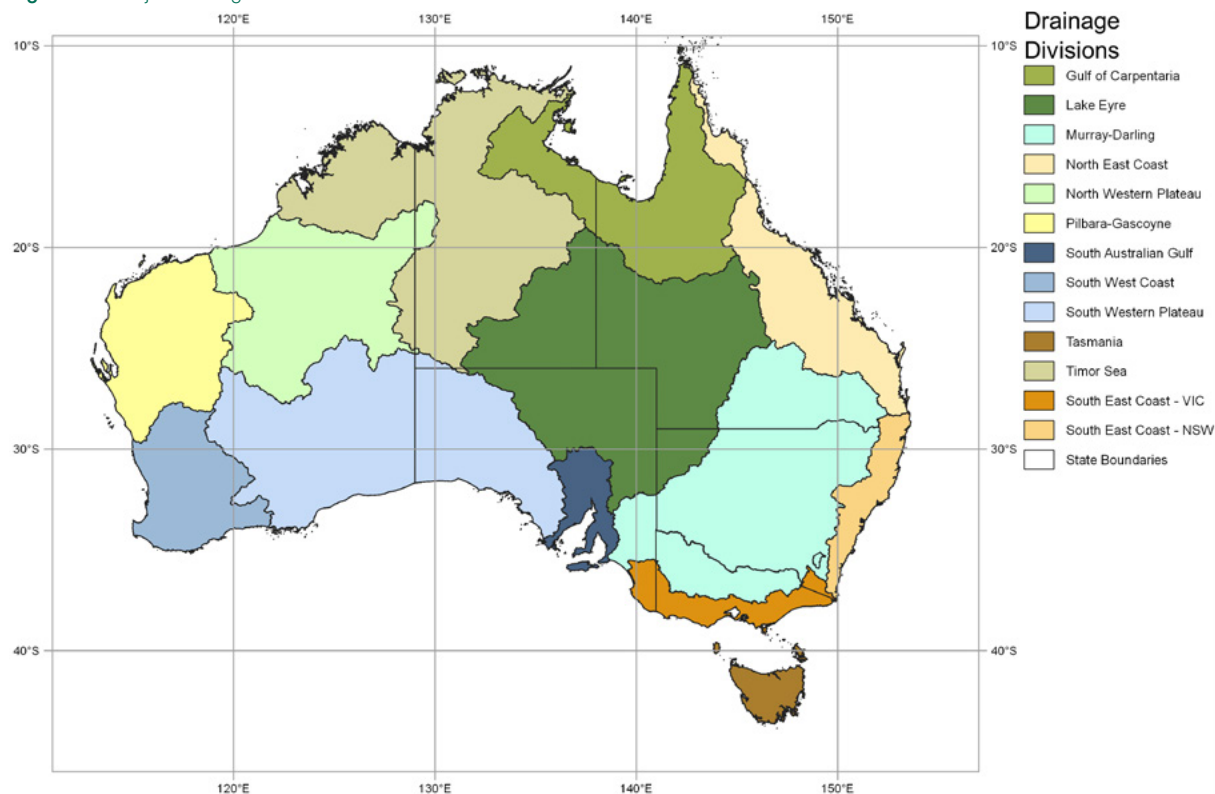 120°E 130°E 140°E 150°E
10°S 10°S
20°S 20°S
30°S 30°S
40°S 40°S
120°E 130°E 140°E 150°E
Drainage
Divisions
Gulf of Carpentaria
Lake Eyre
Murray-Darling
North East Coast
North Western Plateau
Pilbara-Gascoyne
South Australian Gulf
South West Coast
South Western Plateau
Tasmania
Timor Sea
South East Coast - VIC
South East Coast - NSW
State Boundaries